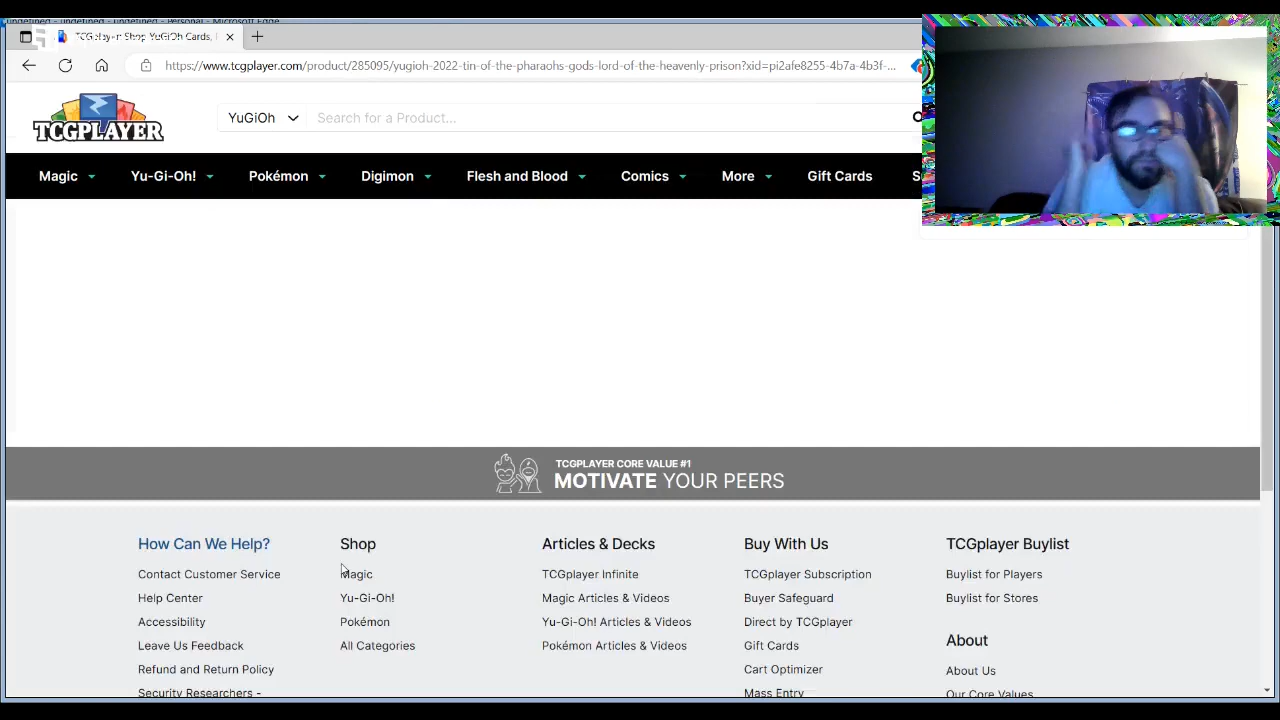 undefined - undefined - undefined - Personal - Microsoft Edge
https://www.tcgplayer.com/product/285095/yugioh-2022-tin-of-the-pharaohs-gods-lord-of-the-heavenly-prison?xid=pi2afe8255-4b7a-4b3f-...
TCGPLAYER
YuGiOh
Search for a Product...
Magic
Yu-Gi-Oh!
Pokémon
Digimon
Flesh and Blood
Comics
More
Gift Cards
TCGPLAYER CORE VALUE #1
MOTIVATE YOUR PEERS
How Can We Help?
Contact Customer Service
Help Center
Accessibility
Leave Us Feedback
Refund and Return Policy
Security Researchers -
Shop
Magic
Yu-Gi-Oh!
Pokémon
All Categories
Articles & Decks
TCGplayer Infinite
Magic Articles & Videos
Yu-Gi-Oh! Articles & Videos
Pokémon Articles & Videos
Buy With Us
TCGplayer Subscription
Buyer Safeguard
Direct by TCGplayer
Gift Cards
Cart Optimizer
Mass Entry
TCGplayer Buylist
Buylist for Players
Buylist for Stores
About
About Us
Our Core Values